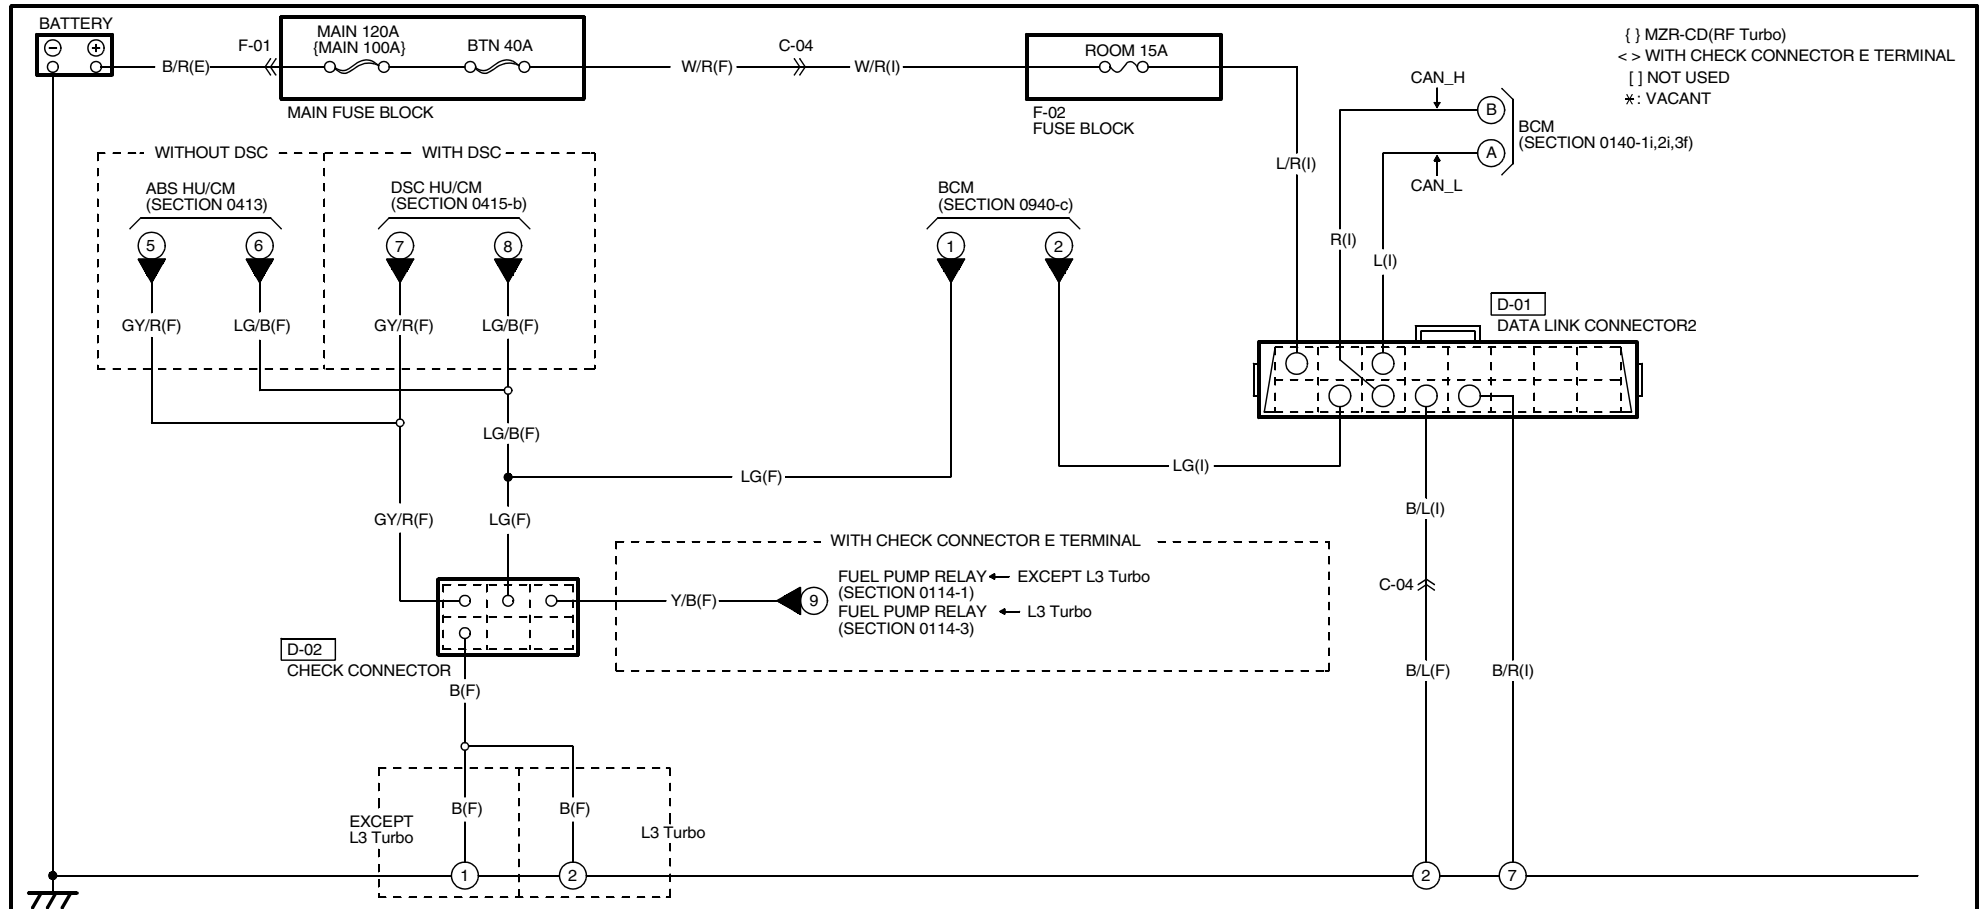 BATTERY
F-01
MAIN 120A
{MAIN 100A}
BTN 40A
C-04
ROOM 15A
{ } MZR-CD(RF Turbo)
< > WITH CHECK CONNECTOR E TERMINAL
[ ] NOT USED
*: VACANT
B/R(E)
W/R(F)
W/R(I)
MAIN FUSE BLOCK
F-02
FUSE BLOCK
CAN_H
B
BCM
(SECTION 0140-1i,2i,3f)
A
CAN_L
WITHOUT DSC
WITH DSC
L/R(I)
ABS HU/CM
(SECTION 0413)
DSC HU/CM
(SECTION 0415-b)
BCM
(SECTION 0940-c)
5
6
7
8
1
2
R(I)
L(I)
D-01
DATA LINK CONNECTOR2
GY/R(F)
LG/B(F)
GY/R(F)
LG/B(F)
LG/B(F)
LG(F)
LG(I)
GY/R(F)
LG(F)
B/L(I)
WITH CHECK CONNECTOR E TERMINAL
FUEL PUMP RELAY ← EXCEPT L3 Turbo
(SECTION 0114-1)
FUEL PUMP RELAY ← L3 Turbo
(SECTION 0114-3)
Y/B(F)
9
C-04
D-02
CHECK CONNECTOR
B(F)
B/L(F)
B/R(I)
EXCEPT
L3 Turbo
B(F)
B(F)
L3 Turbo
1
2
2
7